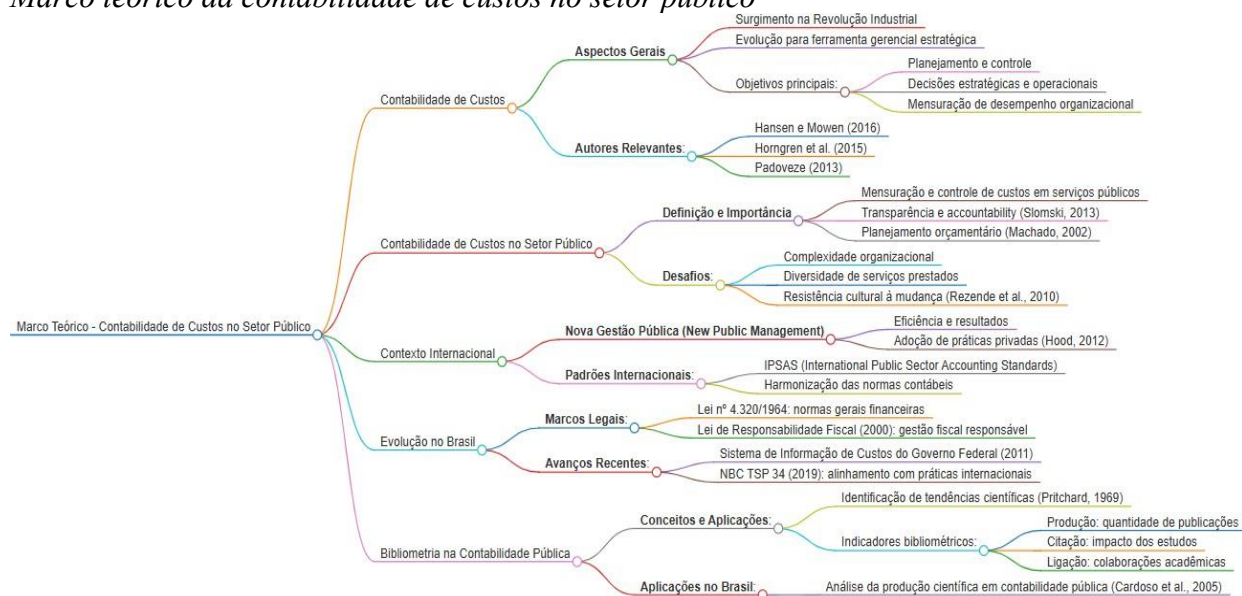 Marco teórico da contabilidade de custos no setor público
Marco Teórico - Contabilidade de Custos no Setor Público
Contabilidade de Custos
Aspectos Gerais
Surgimento na Revolução Industrial
Evolução para ferramenta gerencial estratégica
Objetivos principais:
Planejamento e controle
Decisões estratégicas e operacionais
Mensuração de desempenho organizacional
Autores Relevantes:
Hansen e Mowen (2016)
Horngren et al. (2015)
Padoveze (2013)
Contabilidade de Custos no Setor Público
Definição e Importância
Mensuração e controle de custos em serviços públicos
Transparência e accountability (Slomski, 2013)
Planejamento orçamentário (Machado, 2002)
Desafios:
Complexidade organizacional
Diversidade de serviços prestados
Resistência cultural à mudança (Rezende et al., 2010)
Contexto Internacional
Nova Gestão Pública (New Public Management)
Eficiência e resultados
Adoção de práticas privadas (Hood, 2012)
Padrões Internacionais:
IPSAS (International Public Sector Accounting Standards)
Harmonização das normas contábeis
Evolução no Brasil
Marcos Legais:
Lei nº 4.320/1964: normas gerais financeiras
Lei de Responsabilidade Fiscal (2000): gestão fiscal responsável
Avanços Recentes:
Sistema de Informação de Custos do Governo Federal (2011)
NBC TSP 34 (2019): alinhamento com práticas internacionais
Bibliometria na Contabilidade Pública
Conceitos e Aplicações:
Identificação de tendências científicas (Pritchard, 1969)
Indicadores bibliométricos:
Produção: quantidade de publicações
Citação: impacto dos estudos
Ligação: colaborações acadêmicas
Aplicações no Brasil:
Análise da produção científica em contabilidade pública (Cardoso et al., 2005)